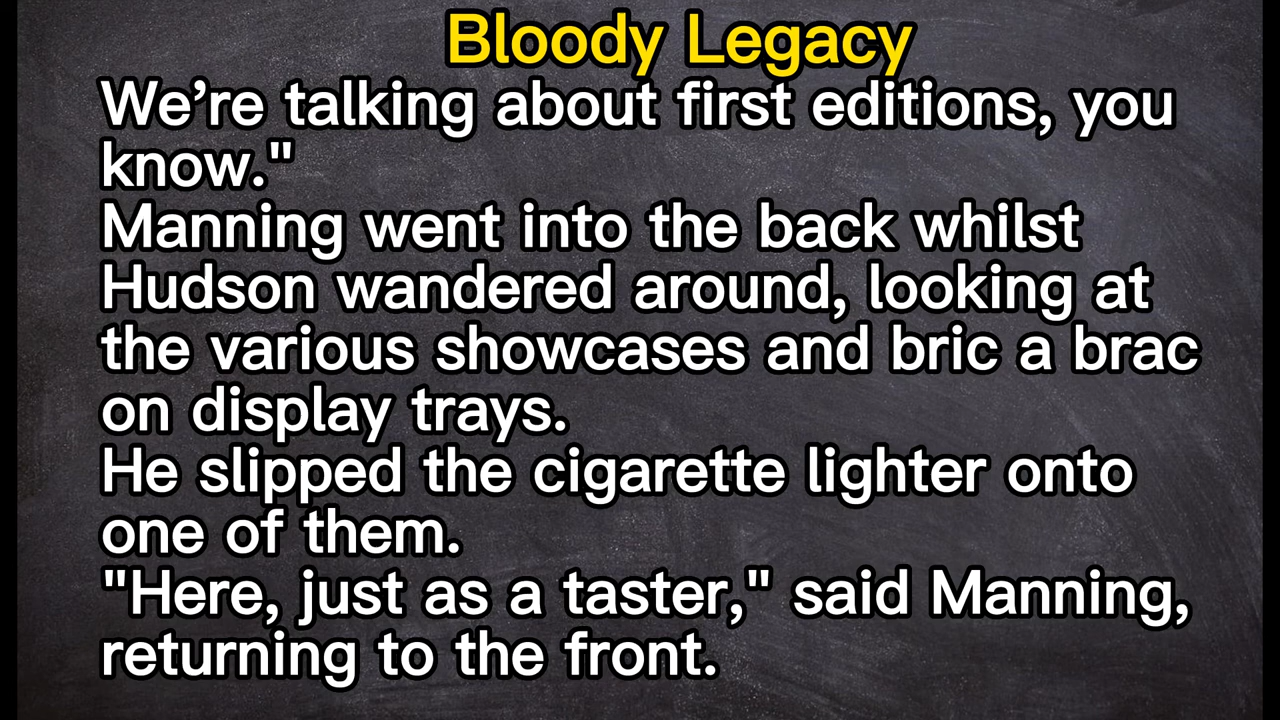 Bloody Legacy
We’re talking about first editions, you
know."
Manning went into the back whilst
Hudson wandered around, looking at
the various showcases and bric a brac
on display trays.
He slipped the cigarette lighter onto
one of them.
"Here, just as a taster," said Manning,
returning to the front.